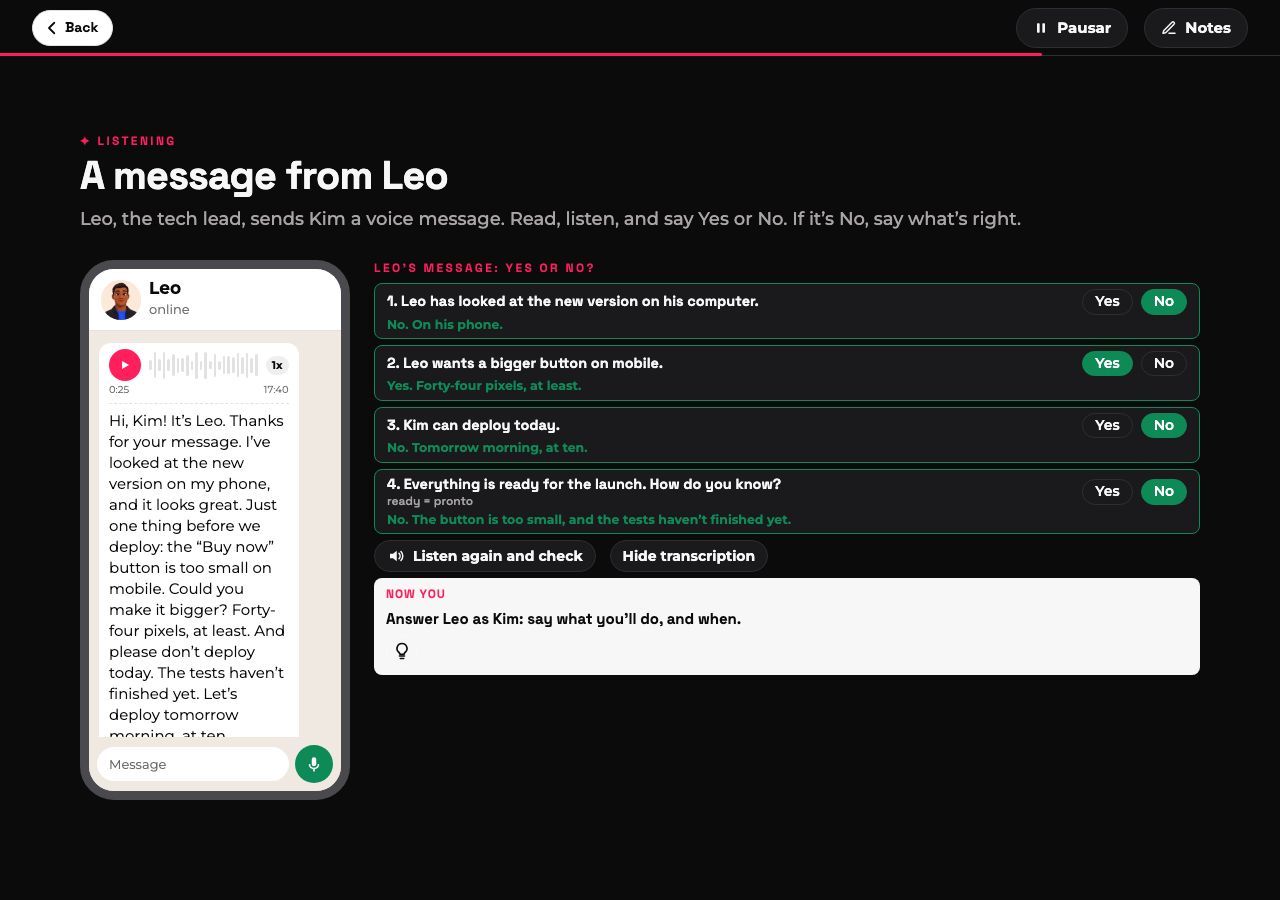 Back
Pausar
Notes
✦ LISTENING
A message from Leo
Leo, the tech lead, sends Kim a voice message. Read, listen, and say Yes or No. If it’s No, say what’s right.
Leo
online
1x
0:25
17:40
Hi, Kim! It’s Leo. Thanks
for your message. I’ve
looked at the new
version on my phone,
and it looks great. Just
one thing before we
deploy: the “Buy now”
button is too small on
mobile. Could you
make it bigger? Forty-
four pixels, at least. And
please don’t deploy
today. The tests haven’t
finished yet. Let’s
deploy tomorrow
morning, at ten.
Message
LEO’S MESSAGE: YES OR NO?
1. Leo has looked at the new version on his computer.
Yes
No
No. On his phone.
2. Leo wants a bigger button on mobile.
Yes
No
Yes. Forty-four pixels, at least.
3. Kim can deploy today.
Yes
No
No. Tomorrow morning, at ten.
4. Everything is ready for the launch. How do you know?
ready = pronto
Yes
No
No. The button is too small, and the tests haven’t finished yet.
Listen again and check
Hide transcription
NOW YOU
Answer Leo as Kim: say what you’ll do, and when.